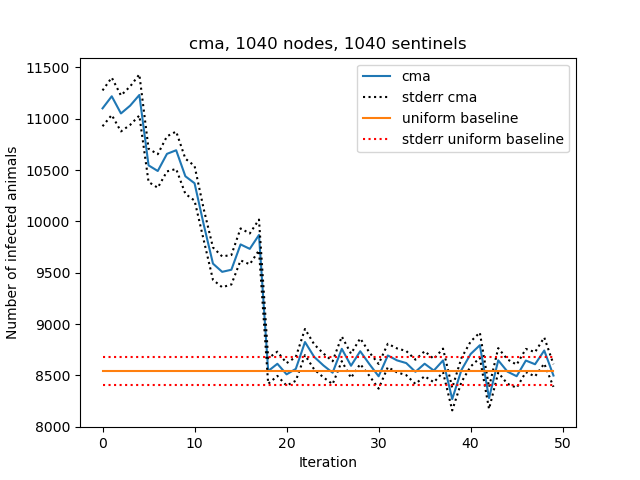 cma, 1040 nodes, 1040 sentinels
cma
stderr cma
uniform baseline
stderr uniform baseline
Number of infected animals
11500
11000
10500
10000
9500
9000
8500
8000
0 10 20 30 40 50
Iteration